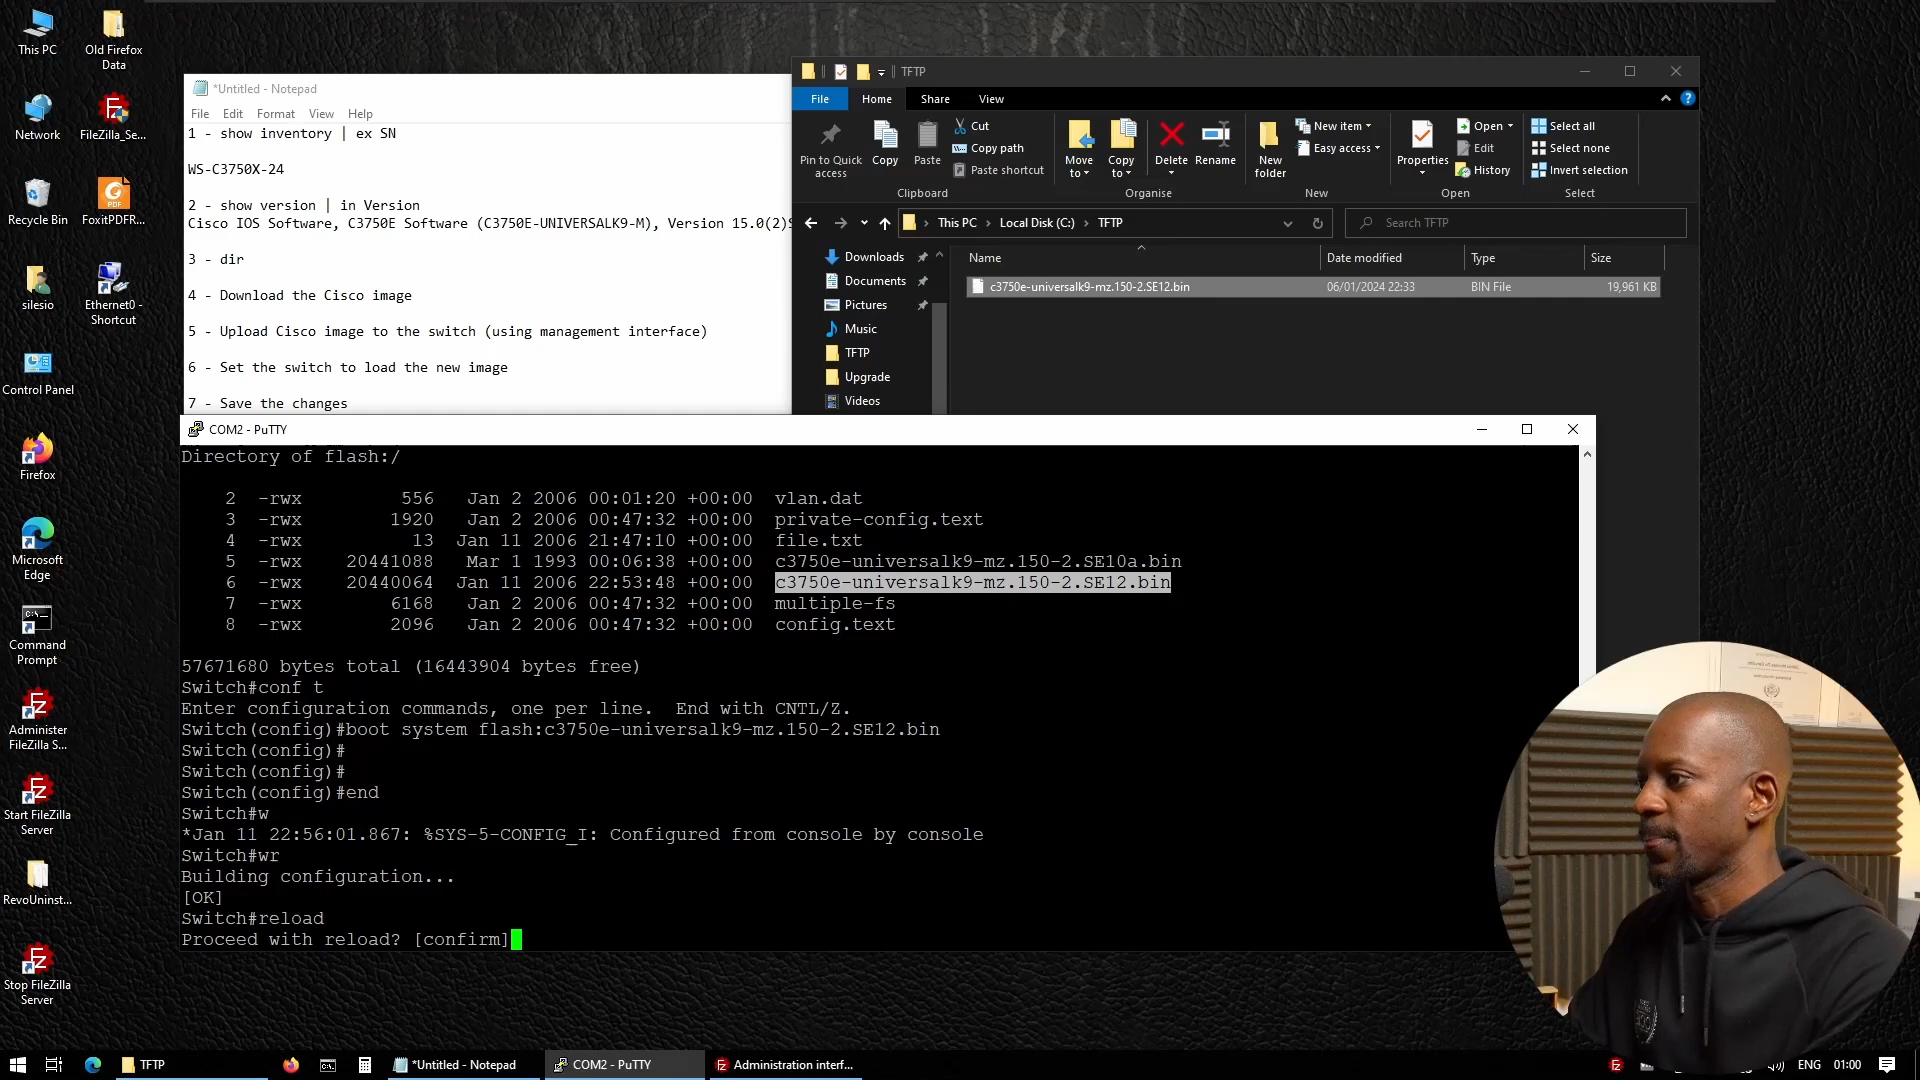 This PC
Old Firefox
Data
Network
FileZilla_Se...
Recycle Bin
FoxitPDFR...
silesio
Ethernet0 -
Shortcut
Control Panel
Firefox
Microsoft
Edge
Command
Prompt
Administer
FileZilla S...
Start FileZilla
Server
RevoUninst...
Stop FileZilla
Server
*Untitled - Notepad
File Edit Format View Help
1 - show inventory | ex SN
WS-C3750X-24
2 - show version | in Version
Cisco IOS Software, C3750E Software (C3750E-UNIVERSALK9-M), Version 15.0(2)S
3 - dir
4 - Download the Cisco image
5 - Upload Cisco image to the switch (using management interface)
6 - Set the switch to load the new image
7 - Save the changes
TFTP
File Home Share View
Pin to Quick
access
Copy
Paste
Cut
Copy path
Paste shortcut
Clipboard
Move
to
Copy
to
Delete
Rename
Organise
New
folder
New item
Easy access
New
Properties
Open
Edit
History
Open
Select all
Select none
Invert selection
Select
This PC
Local Disk (C:)
TFTP
Search TFTP
Downloads
Documents
Pictures
Music
TFTP
Upgrade
Videos
Name Date modified Type Size
c3750e-universalk9-mz.150-2.SE12.bin 06/01/2024 22:33 BIN File 19,961 KB
COM2 - PuTTY
Directory of flash:/
2 -rwx 556 Jan 2 2006 00:01:20 +00:00 vlan.dat
3 -rwx 1920 Jan 2 2006 00:47:32 +00:00 private-config.text
4 -rwx 13 Jan 11 2006 21:47:10 +00:00 file.txt
5 -rwx 20441088 Mar 1 1993 00:06:38 +00:00 c3750e-universalk9-mz.150-2.SE10a.bin
6 -rwx 20440064 Jan 11 2006 22:53:48 +00:00 c3750e-universalk9-mz.150-2.SE12.bin
7 -rwx 6168 Jan 2 2006 00:47:32 +00:00 multiple-fs
8 -rwx 2096 Jan 2 2006 00:47:32 +00:00 config.text
57671680 bytes total (16443904 bytes free)
Switch#conf t
Enter configuration commands, one per line. End with CNTL/Z.
Switch(config)#boot system flash:c3750e-universalk9-mz.150-2.SE12.bin
Switch(config)#
Switch(config)#
Switch(config)#end
Switch#w
*Jan 11 22:56:01.867: %SYS-5-CONFIG_I: Configured from console by console
Switch#wr
Building configuration...
[OK]
Switch#reload
Proceed with reload? [confirm]
TFTP
*Untitled - Notepad
COM2 - PuTTY
Administration interf...
ENG
01:00